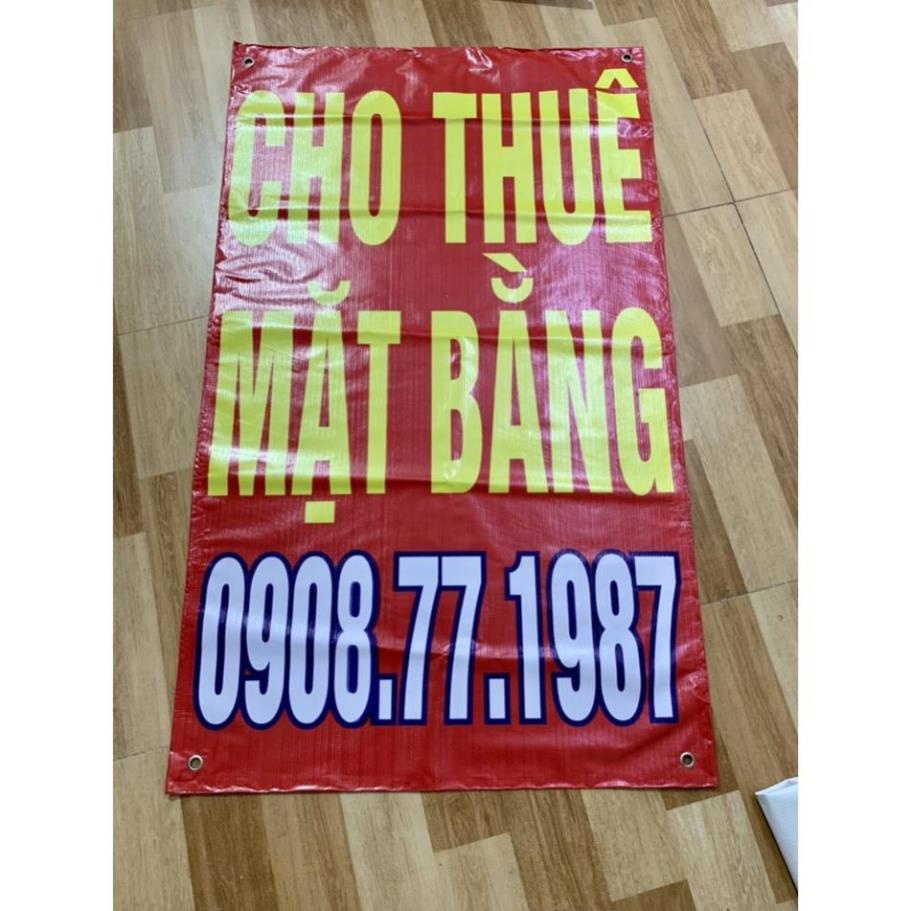 CHO THUÊ
MẶT BẰNG
0908.77.1987